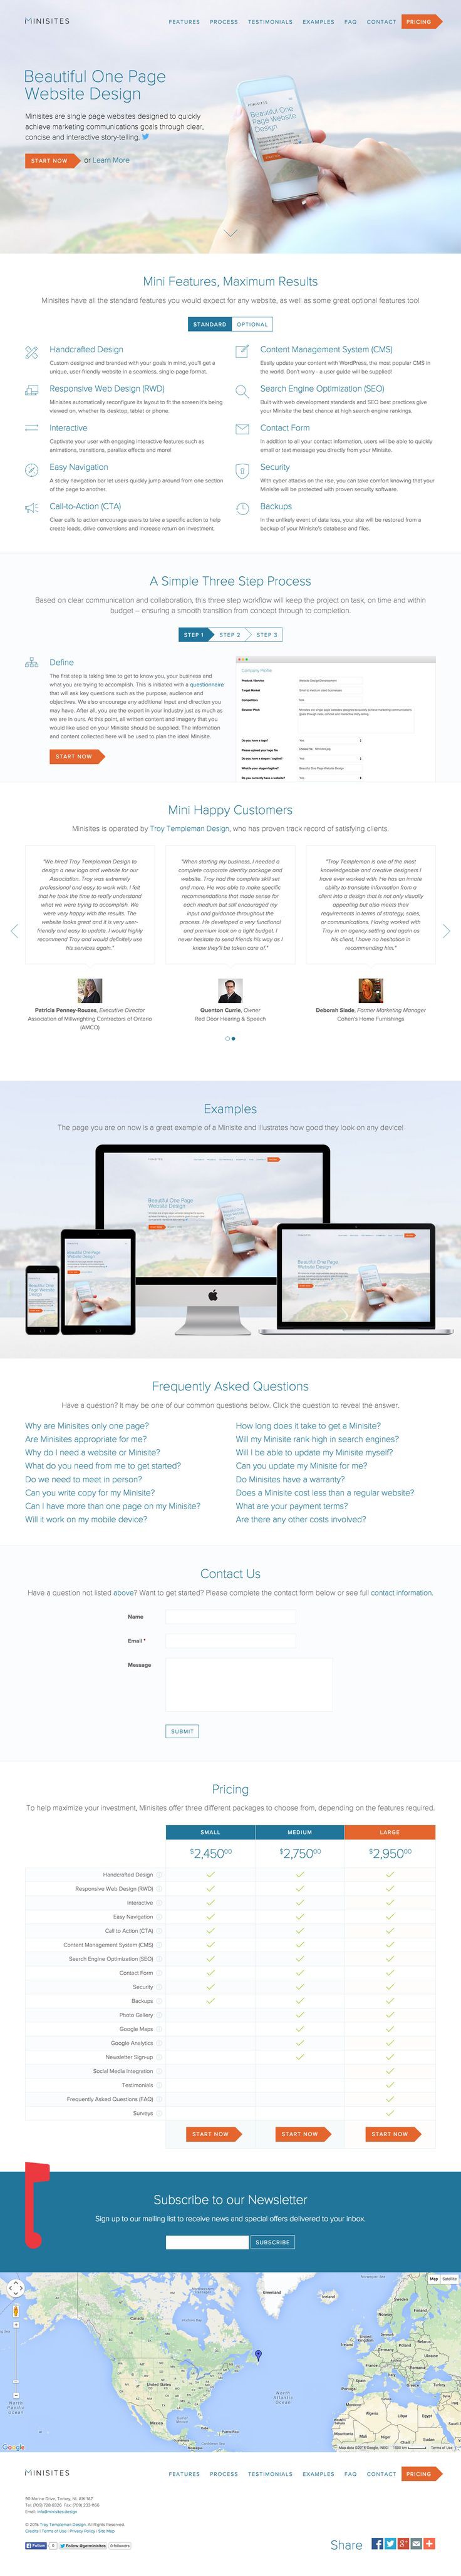 MINISITES
FEATURES PROCESS TESTIMONIALS EXAMPLES FAQ CONTACT PRICING
Beautiful One Page
Website Design
Minisites are single page websites designed to quickly
achieve marketing communications goals through clear,
concise and interactive story-telling.
START NOW or Learn More
Mini Features, Maximum Results
Minisites have all the standard features you would expect for any website, as well as some great optional features too!
STANDARD OPTIONAL
Handcrafted Design
Custom designed and branded with your goals in mind, you'll get a
unique, user-friendly website in a seamless, single-page format.
Content Management System (CMS)
Easily update your content with WordPress, the most popular CMS in
the world. Don't worry - a user guide will be supplied!
Responsive Web Design (RWD)
Minisites automatically reconfigure its layout to fit the screen it's being
viewed on, whether its desktop, tablet or phone.
Search Engine Optimization (SEO)
Built with web development standards and SEO best practices give
your Minisite the best chance at high search engine rankings.
Interactive
Captivate your user with engaging interactive features such as
animations, transitions, parallax effects and more!
Contact Form
In addition to all your contact information, users will be able to quickly
email or text message you directly from your Minisite.
Easy Navigation
A sticky navigation bar let users quickly jump around from one section
of the page to another.
Security
With cyber attacks on the rise, you can take comfort knowing that your
Minisite will be protected with proven security software.
Call-to-Action (CTA)
Clear calls to action encourage users to take a specific action to help
create leads, drive conversions and increase return on investment.
Backups
In the unlikely event of data loss, your site will be restored from a
backup of your Minisite's database and files.
A Simple Three Step Process
Based on clear communication and collaboration, this three step workflow will keep the project on task, on time and within
budget – ensuring a smooth transition from concept through to completion.
STEP 1 STEP 2 STEP 3
Define
The first step is taking time to get to know you, your business and
what you are trying to accomplish. This is initiated with a questionnaire
that will ask key questions such as the purpose, audience and
objectives. We also encourage any additional input and direction you
may have. After all, you are the expert in your industry just as much as
we are in ours. At this point, all written content and imagery that you
would like used on your Minisite should be supplied. The information
and content collected here will be used to plan the ideal Minisite.
START NOW
Company Profile
Mini Happy Customers
Minisites is operated by Troy Templeman Design, who has proven track record of satisfying clients.
"We hired Troy Templeman Design to
design a new logo and website for our
Association. Troy was extremely
professional and easy to work with. I felt
that he took the time to really understand
what we were trying to accomplish. We
were very happy with the results. The
website is exactly what we need; it's user-
friendly and easy to update. I would highly
recommend Troy and would definitely use
his services again."
Patricia Penney-Rouzes, Executive Director
Association of Millwrighting Contractors of Ontario
(AMCO)
"When starting my business, I needed a
complete corporate identity package and
website. Troy had the complete skill set
and more. He was able to make specific
recommendations most appropriate for
each medium but still encouraged my
input and guidance throughout the
process. He developed a very functional
and premium look on a tight budget. I
never hesitate to send friends his way as I
know they'll be taken care of."
Quenton Currie, Owner
Red Door Hearing & Speech
"Troy Templeman is one of the most
knowledgeable and creative designers I
have ever worked with. He has an innate
ability to translate information from a
client into a design that is not only visually
appealing but also meets their
requirements in terms of strategy, sales,
or communications. Having worked with
Troy in an agency setting and again as
his client, I have no hesitation in
recommending him."
Deborah Slade, Former Marketing Manager
Cohen's Home Furnishings
Examples
The page you are on now is a great example of a Minisite and illustrates how good they look on any device!
Frequently Asked Questions
Have a question? It may be one of our common questions below. Click the question to reveal the answer.
Why are Minisites only one page?
Are Minisites appropriate for me?
Why do I need a website or Minisite?
What do you need from me to get started?
Do we need to meet in person?
Can you write copy for my Minisite?
Can I have more than one page on my Minisite?
Will it work on my mobile device?
How long does it take to get a Minisite?
Will my Minisite rank high in search engines?
Will I be able to update my Minisite myself?
Can you update my Minisite for me?
Do Minisites have a warranty?
Does a Minisite cost less than a regular website?
What are your payment terms?
Are there any other costs involved?
Contact Us
Have a question not listed above? Want to get started? Please complete the contact form below or see full contact information.
Name
Email *
Message
SUBMIT
Pricing
To help maximize your investment, Minisites offer three different packages to choose from, depending on the features required.
SMALL MEDIUM LARGE
$2,450.00 $2,750.00 $2,950.00
Handcrafted Design
Responsive Web Design (RWD)
Interactive
Easy Navigation
Call to Action (CTA)
Content Management System (CMS)
Search Engine Optimization (SEO)
Contact Form
Security
Backups
Photo Gallery
Google Maps
Google Analytics
Newsletter Sign-up
Social Media Integration
Testimonials
Frequently Asked Questions (FAQ)
Surveys
START NOW START NOW START NOW
Subscribe to our Newsletter
Sign up to our mailing list to receive news and special offers delivered to your inbox.
SUBSCRIBE
Map Satellite
Greenland
Iceland
Canada
United States
Mexico
North Atlantic Ocean
Google
MINISITES
FEATURES PROCESS TESTIMONIALS EXAMPLES FAQ CONTACT PRICING
Share